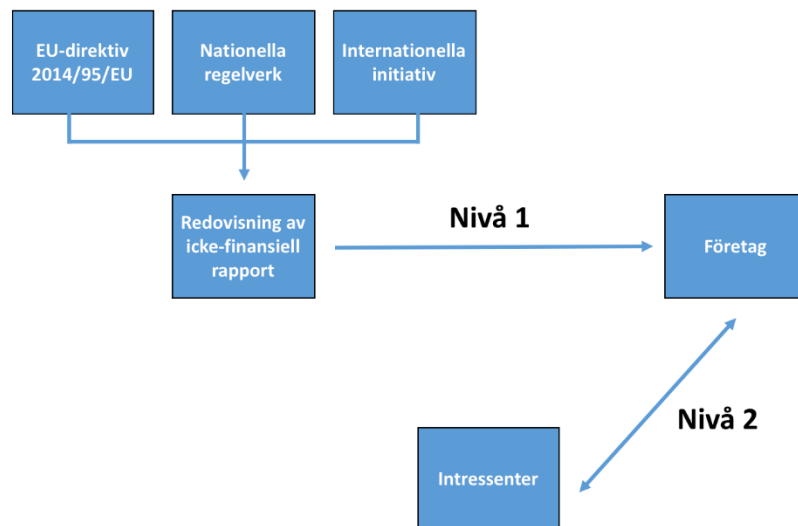 EU-direktiv
2014/95/EU
Nationella
regelverk
Internationella
initiativ
Redovisning av
icke-finansiell
rapport
Nivå 1
Företag
Nivå 2
Intressenter